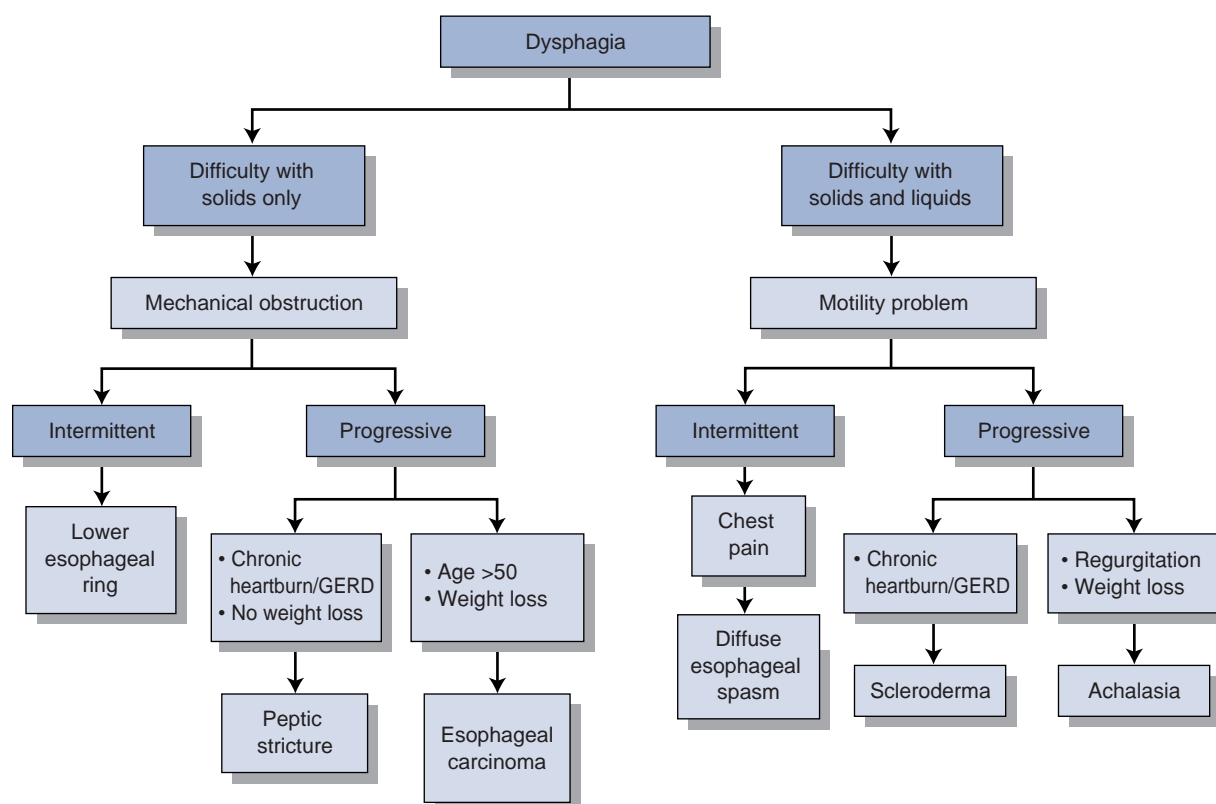 Dysphagia
Difficulty with
solids only
Difficulty with
solids and liquids
Mechanical obstruction
Motility problem
Intermittent
Progressive
Intermittent
Progressive
Lower
esophageal
ring
• Chronic
heartburn/GERD
• No weight loss
• Age >50
• Weight loss
Chest
pain
• Chronic
heartburn/GERD
• Regurgitation
• Weight loss
Peptic
stricture
Esophageal
carcinoma
Diffuse
esophageal
spasm
Scleroderma
Achalasia